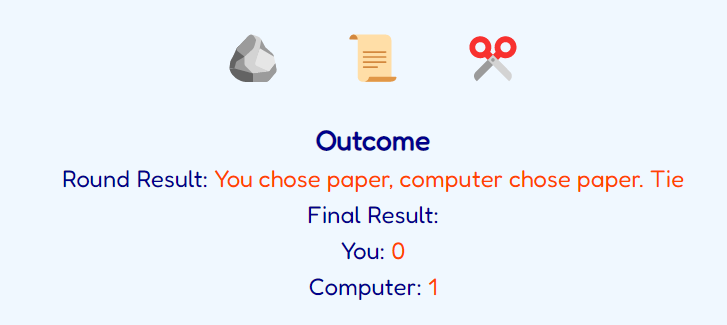 Outcome
Round Result: You chose paper, computer chose paper. Tie
Final Result:
You: 0
Computer: 1